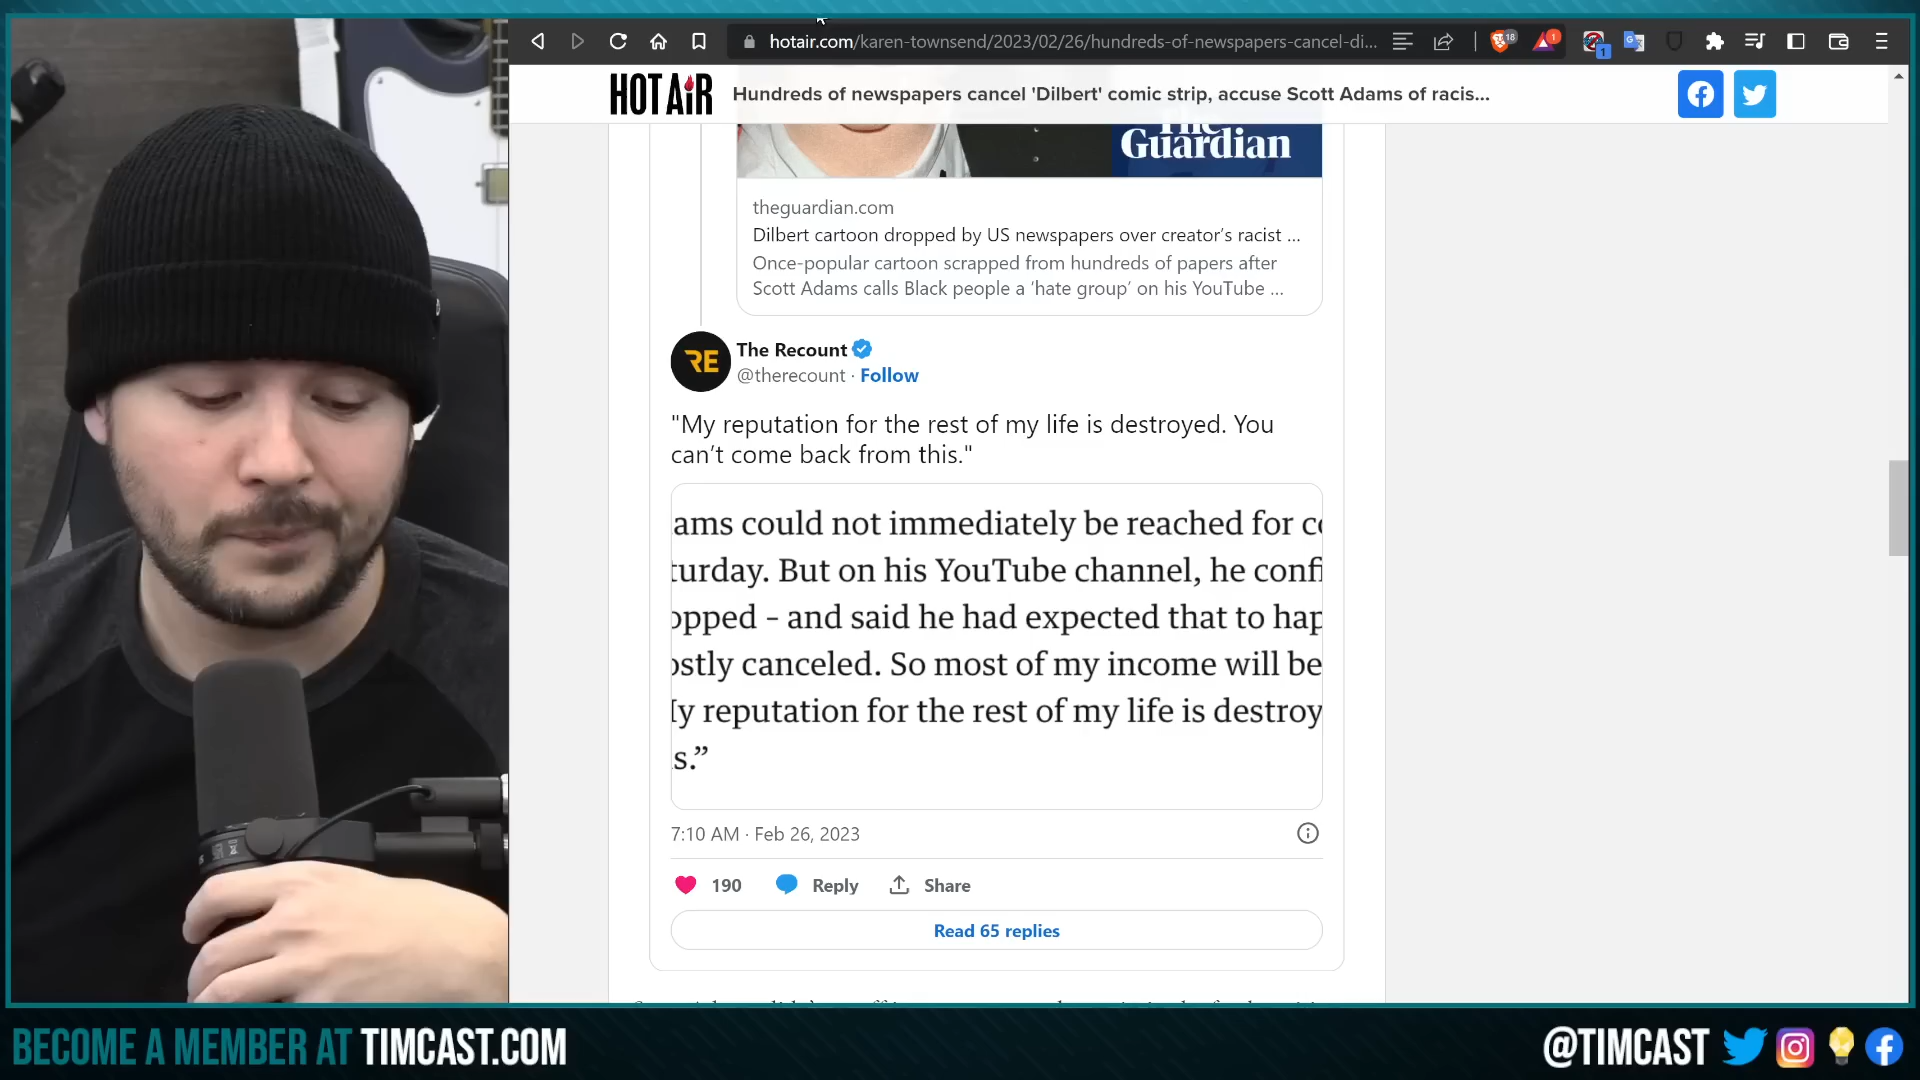 hotair.com/karen-townsend/2023/02/26/hundreds-of-newspapers-cancel-di...
18
1
1
HOT AiR
Hundreds of newspapers cancel 'Dilbert' comic strip, accuse Scott Adams of racis...
The
Guardian
theguardian.com
Dilbert cartoon dropped by US newspapers over creator's racist ...
Once-popular cartoon scrapped from hundreds of papers after
Scott Adams calls Black people a 'hate group' on his YouTube ...
RE
The Recount
@therecount · Follow
"My reputation for the rest of my life is destroyed. You
can't come back from this."
ams could not immediately be reached for c
turday. But on his YouTube channel, he confi
opped – and said he had expected that to hap
ostly canceled. So most of my income will be
y reputation for the rest of my life is destroy
s.”
7:10 AM · Feb 26, 2023
190
Reply
Share
Read 65 replies
BECOME A MEMBER AT TIMCAST.COM
@TIMCAST